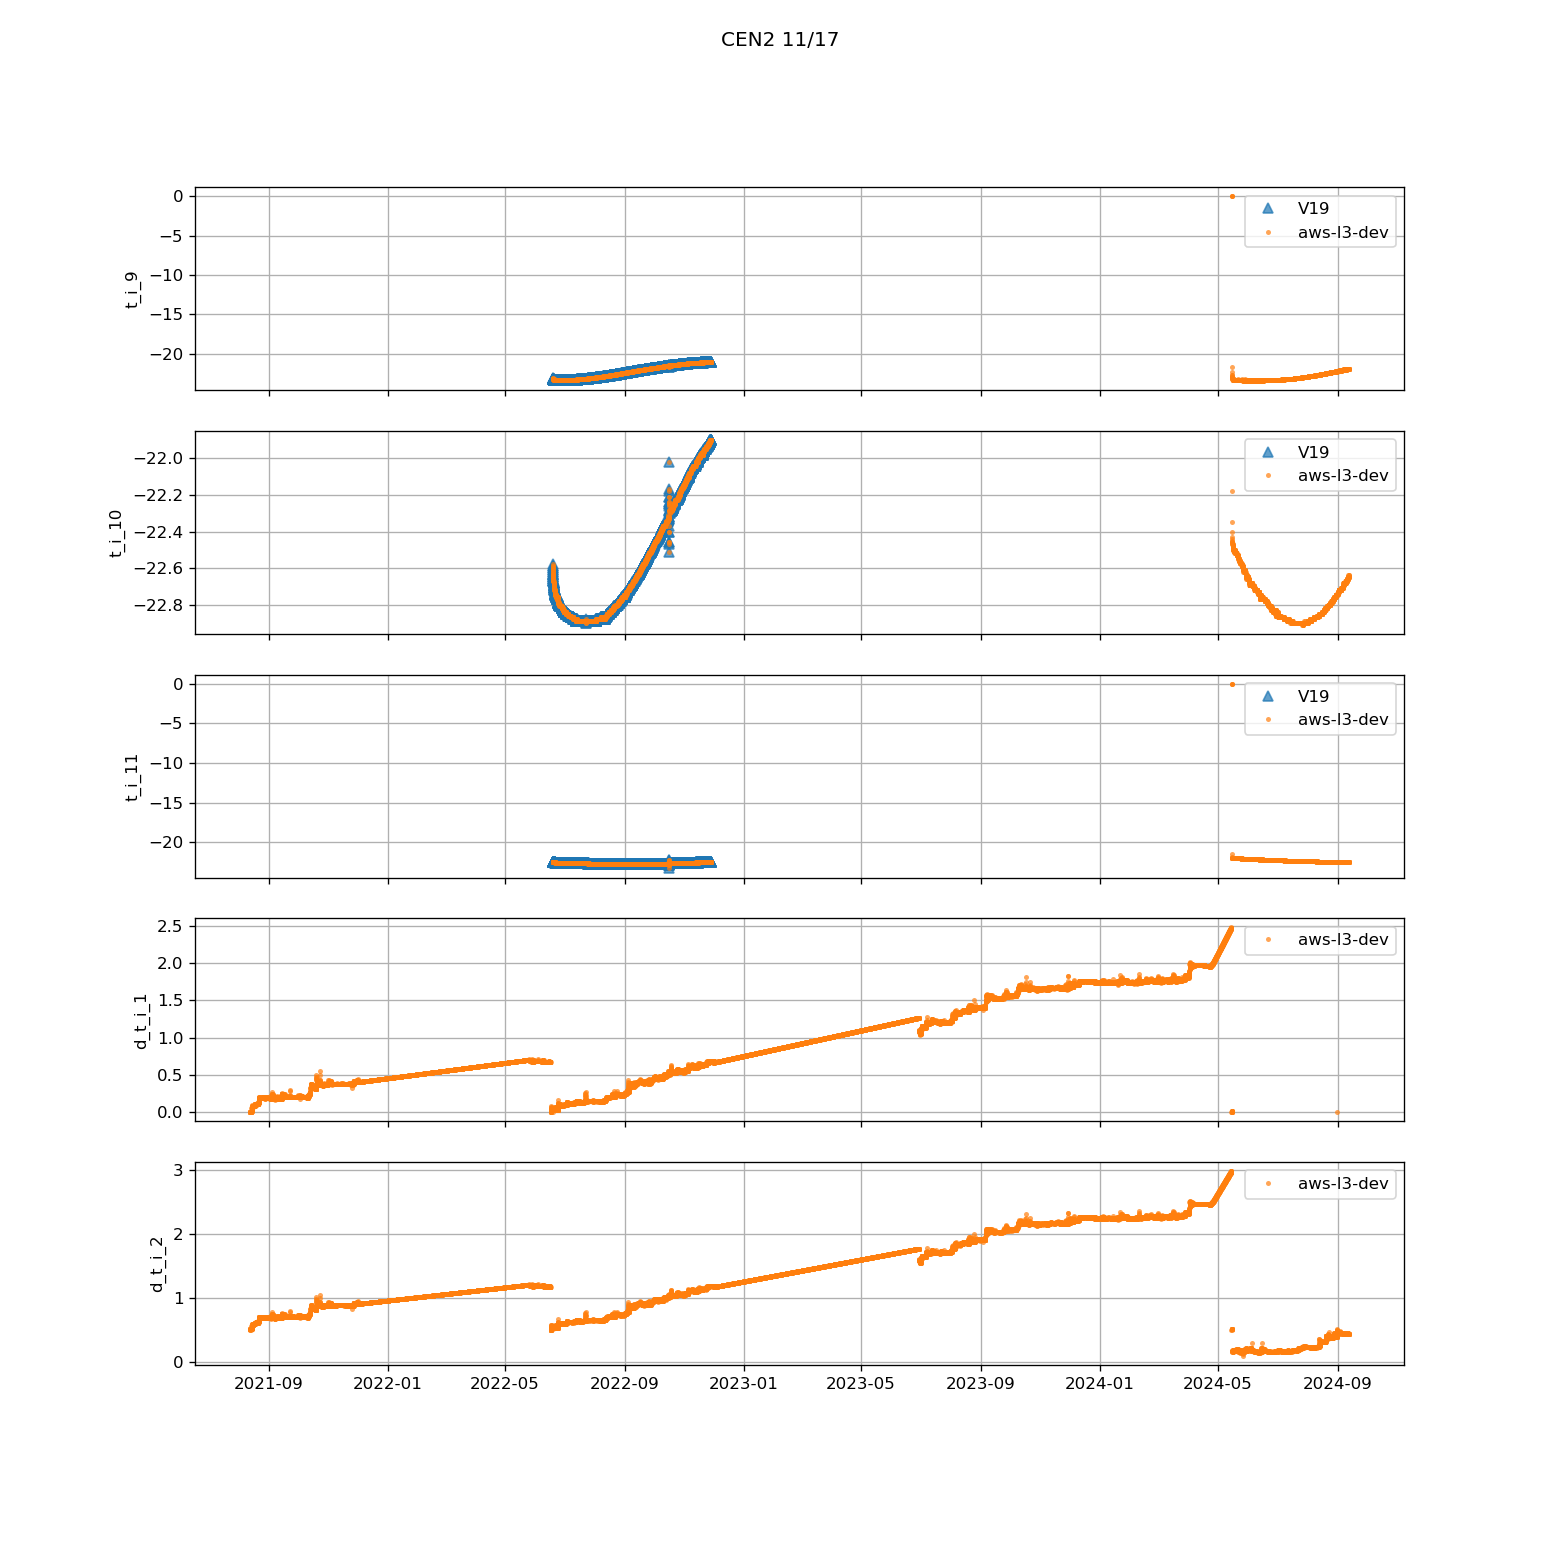 CEN2 11/17
0
−5
−10
−15
−20
t_i_9
V19
aws-l3-dev
−22.0
−22.2
−22.4
−22.6
−22.8
t_i_10
V19
aws-l3-dev
0
−5
−10
−15
−20
t_i_11
V19
aws-l3-dev
2.5
2.0
1.5
1.0
0.5
0.0
d_t_i_1
aws-l3-dev
3
2
1
0
d_t_i_2
aws-l3-dev
2021-09 2022-01 2022-05 2022-09 2023-01 2023-05 2023-09 2024-01 2024-05 2024-09